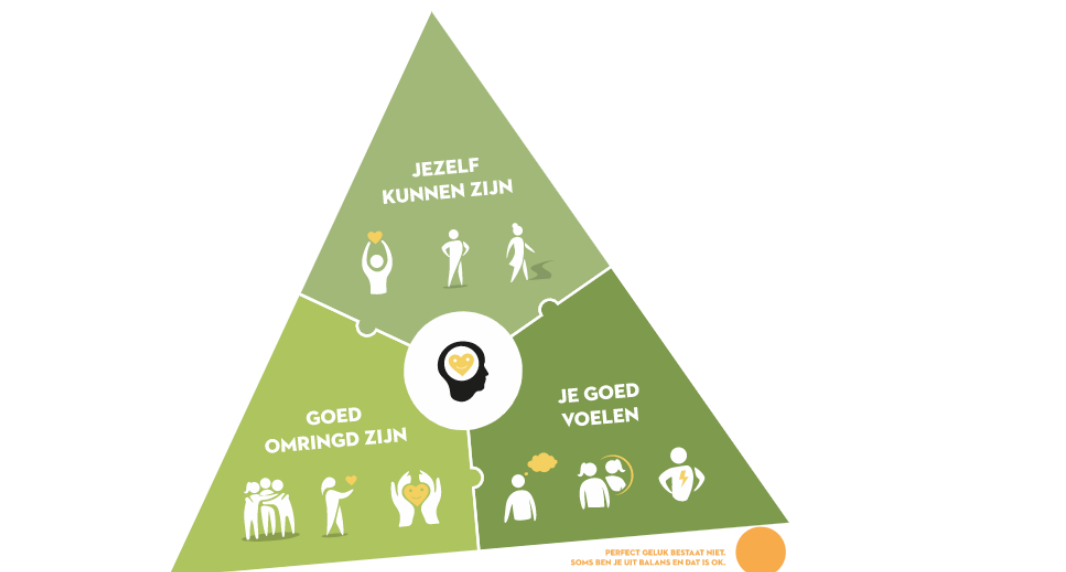 JEZELF
KUNNEN ZIJN
GOED
OMRINGD ZIJN
JE GOED
VOELEN
PERFECT GELUK BESTAAT NIET.
SOMS BEN JE UIT BALANS EN DAT IS OK.